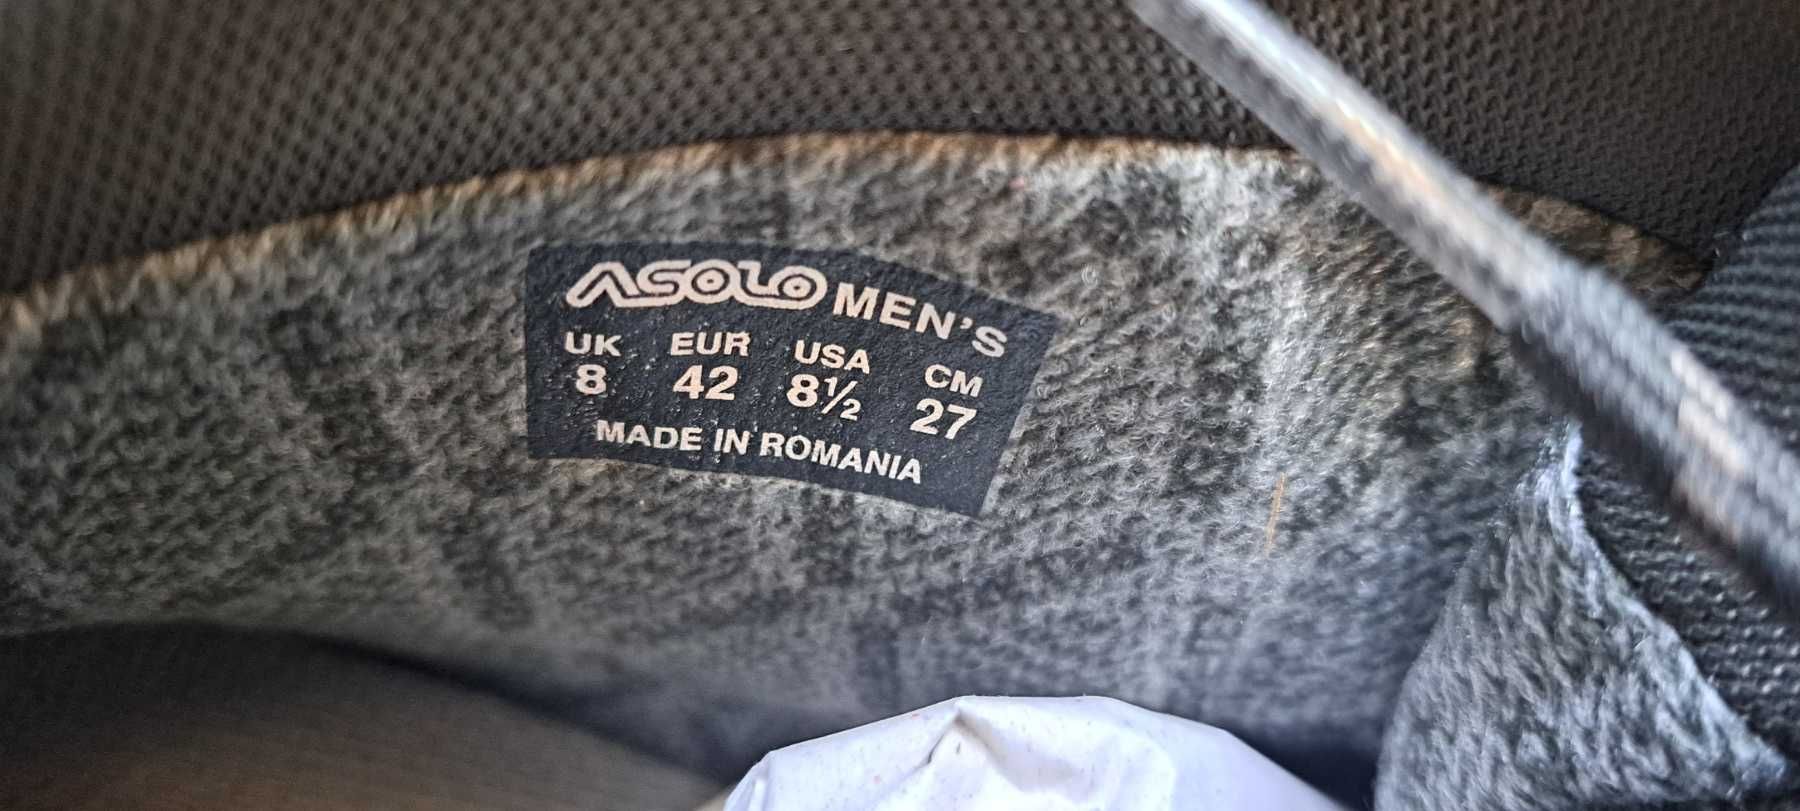 ASOLO MEN'S
UK EUR USA CM
8 42 8½ 27
MADE IN ROMANIA